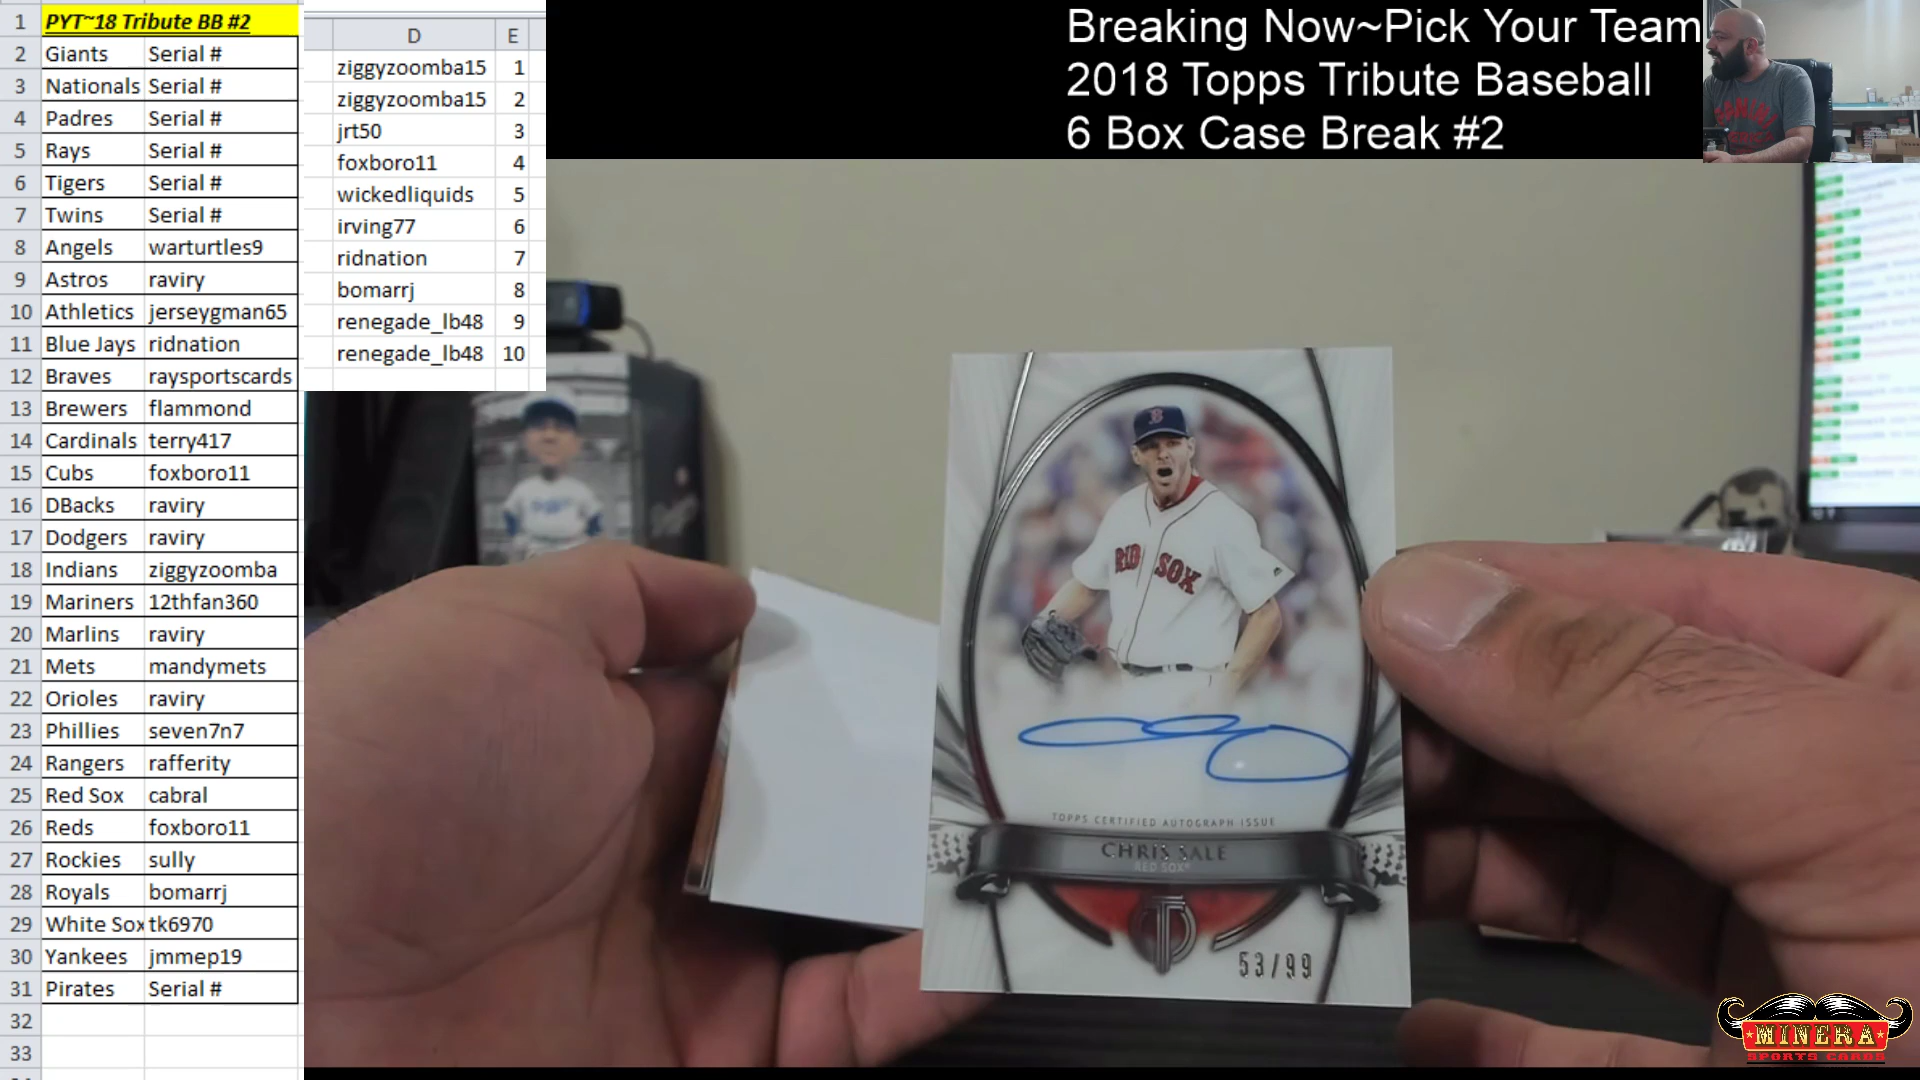 1 PYT~18 Tribute BB #2
2 Giants Serial #
3 Nationals Serial #
4 Padres Serial #
5 Rays Serial #
6 Tigers Serial #
7 Twins Serial #
8 Angels warturtles9
9 Astros raviry
10 Athletics jerseygman65
11 Blue Jays ridnation
12 Braves raysportscards
13 Brewers flammond
14 Cardinals terry417
15 Cubs foxboro11
16 DBacks raviry
17 Dodgers raviry
18 Indians ziggyzoomba
19 Mariners 12thfan360
20 Marlins raviry
21 Mets mandymets
22 Orioles raviry
23 Phillies seven7n7
24 Rangers rafferity
25 Red Sox cabral
26 Reds foxboro11
27 Rockies sully
28 Royals bomarrj
29 White Sox tk6970
30 Yankees jmmep19
31 Pirates Serial #
32
33
D E
ziggyzoomba15 1
ziggyzoomba15 2
jrt50 3
foxboro11 4
wickedliquids 5
irving77 6
ridnation 7
bomarrj 8
renegade_lb48 9
renegade_lb48 10
Breaking Now~Pick Your Team
2018 Topps Tribute Baseball
6 Box Case Break #2
B
RED SOX
TOPPS CERTIFIED AUTOGRAPH ISSUE
CHRIS SALE
RED SOX
53/99
MINERA
SPORTS CARDS